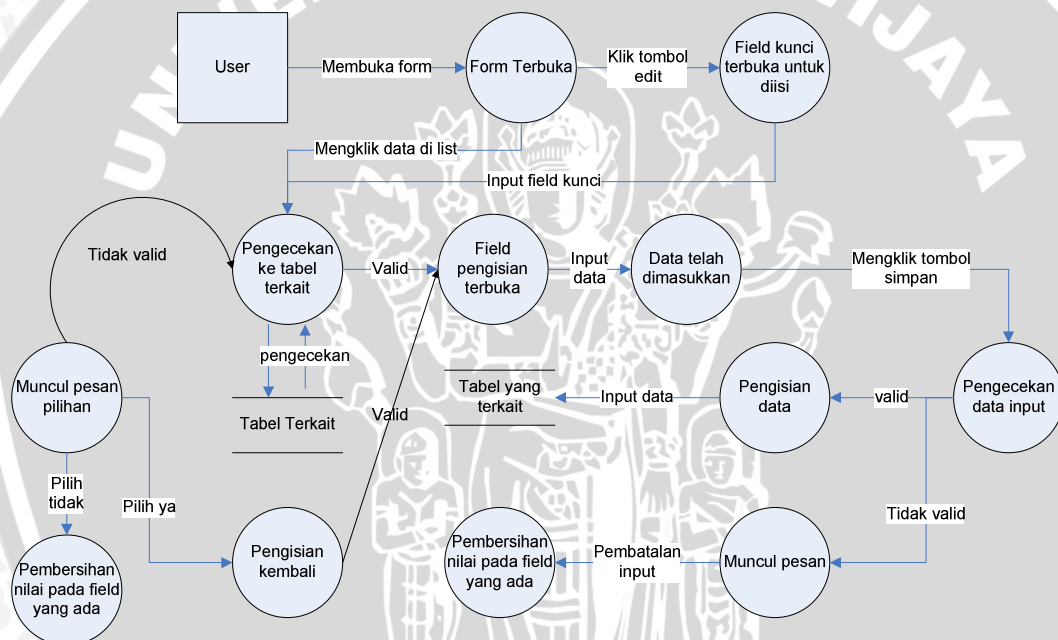 UNIVE
IJAYA
User
Membuka form
Form Terbuka
Klik tombol
edit
Field kunci
terbuka untuk
diisi
Mengklik data di list
Input field kunci
Tidak valid
Pengecekan
ke tabel
terkait
Valid
Field
pengisian
terbuka
Input
data
Data telah
dimasukkan
Mengklik tombol
simpan
pengecekan
Muncul pesan
pilihan
Tabel Terkait
Valid
Tabel yang
terkait
Input data
Pengisian
data
valid
Pengecekan
data input
Pilih
tidak
Pilih ya
Tidak valid
Pembersihan
nilai pada field
yang ada
Pengisian
kembali
Pembersihan
nilai pada field
yang ada
Pembatalan
input
Muncul pesan